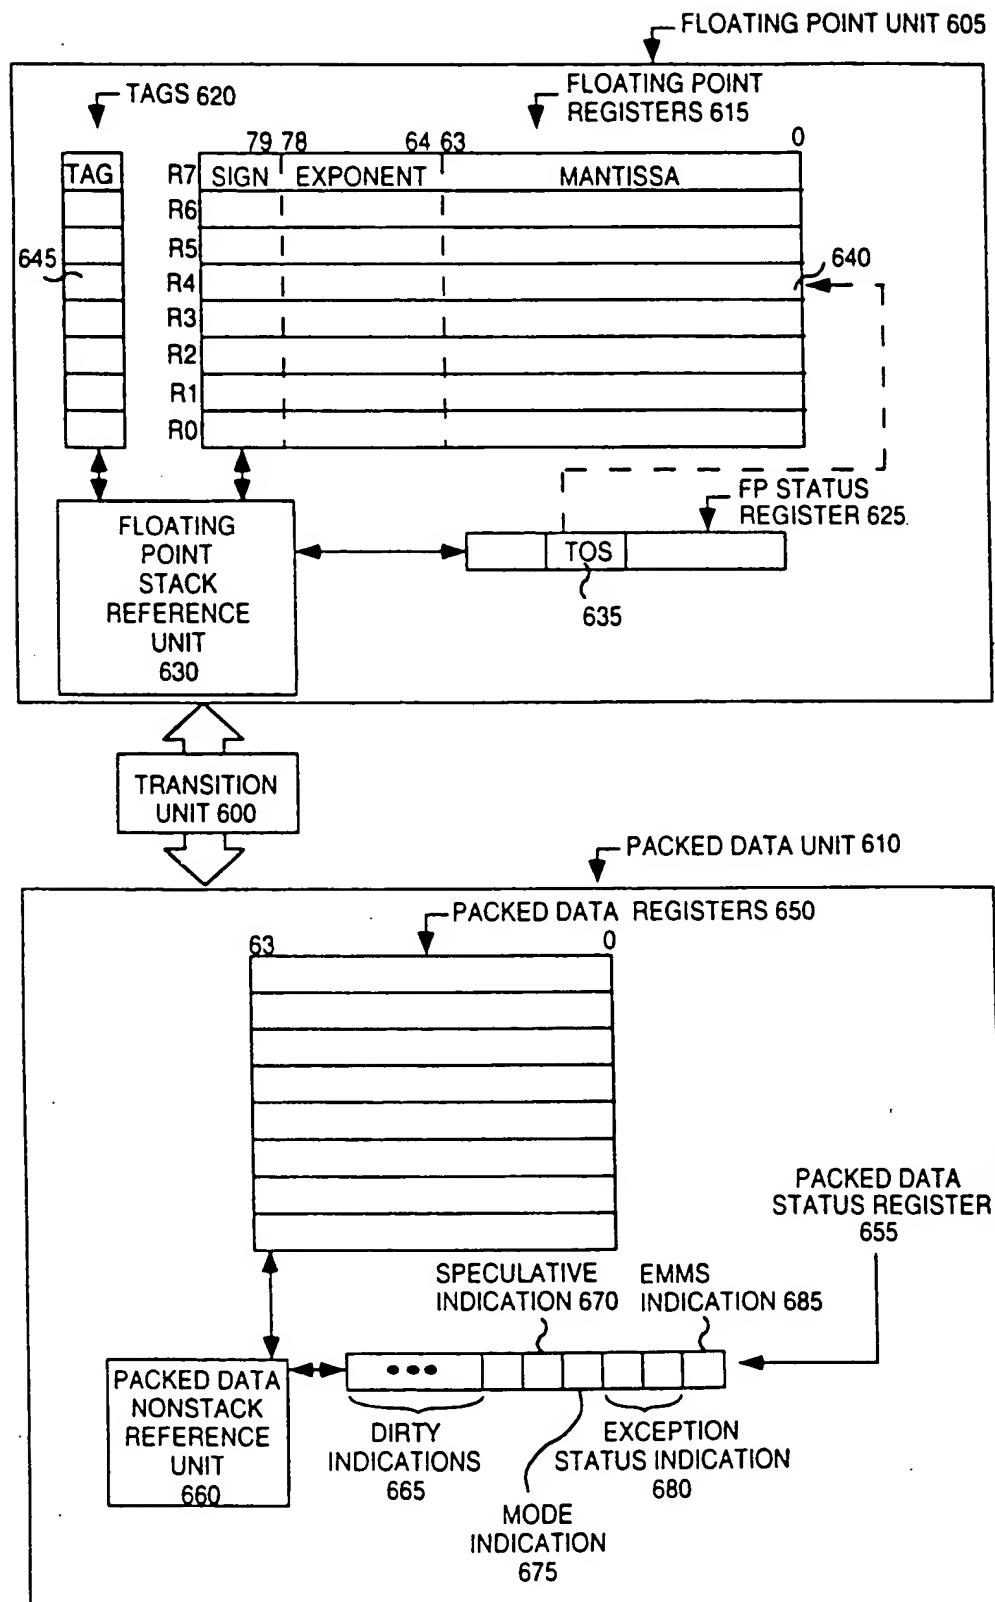 FLOATING POINT UNIT 605
TAGS 620
FLOATING POINT
REGISTERS 615
79 78 64 63 0
TAG R7 SIGN EXPONENT MANTISSA
R6
R5
645
640
R4
R3
R2
R1
R0
FP STATUS
REGISTER 625
FLOATING
POINT
STACK
REFERENCE
UNIT
630
TOS
635
TRANSITION
UNIT 600
PACKED DATA UNIT 610
PACKED DATA REGISTERS 650
63 0
PACKED DATA
STATUS REGISTER
655
SPECULATIVE
INDICATION 670
EMMS
INDICATION 685
PACKED DATA
NONSTACK
REFERENCE
UNIT
660
DIRTY
INDICATIONS
665
EXCEPTION
STATUS INDICATION
680
MODE
INDICATION
675